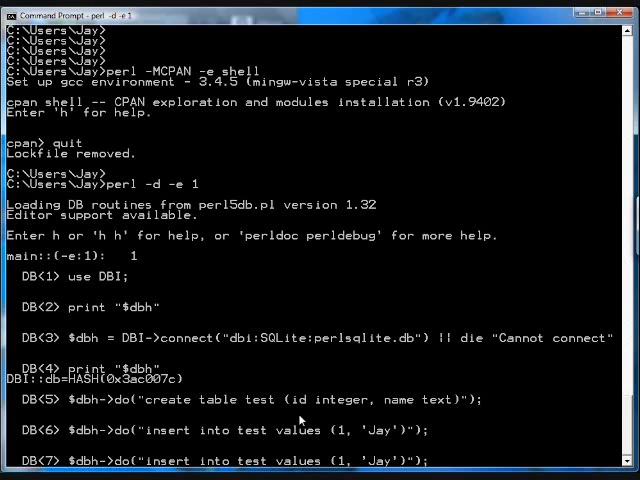 Command Prompt - perl -d -e 1
C:\Users\Jay>
C:\Users\Jay>
C:\Users\Jay>
C:\Users\Jay>
C:\Users\Jay>perl -MCPAN -e shell
Set up gcc environment - 3.4.5 (mingw-vista special r3)
cpan shell -- CPAN exploration and modules installation (v1.9402)
Enter 'h' for help.
cpan> quit
Lockfile removed.
C:\Users\Jay>
C:\Users\Jay>perl -d -e 1
Loading DB routines from perl5db.pl version 1.32
Editor support available.
Enter h or 'h h' for help, or 'perldoc perldebug' for more help.
main::(-e:1): 1
DB<1> use DBI;
DB<2> print "$dbh"
DB<3> $dbh = DBI->connect("dbi:SQLite:perlsqlite.db") || die "Cannot connect"
DB<4> print "$dbh"
DBI::db=HASH(0x3ac007c)
DB<5> $dbh->do("create table test (id integer, name text)");
DB<6> $dbh->do("insert into test values (1, 'Jay')");
DB<7> $dbh->do("insert into test values (1, 'Jay')");